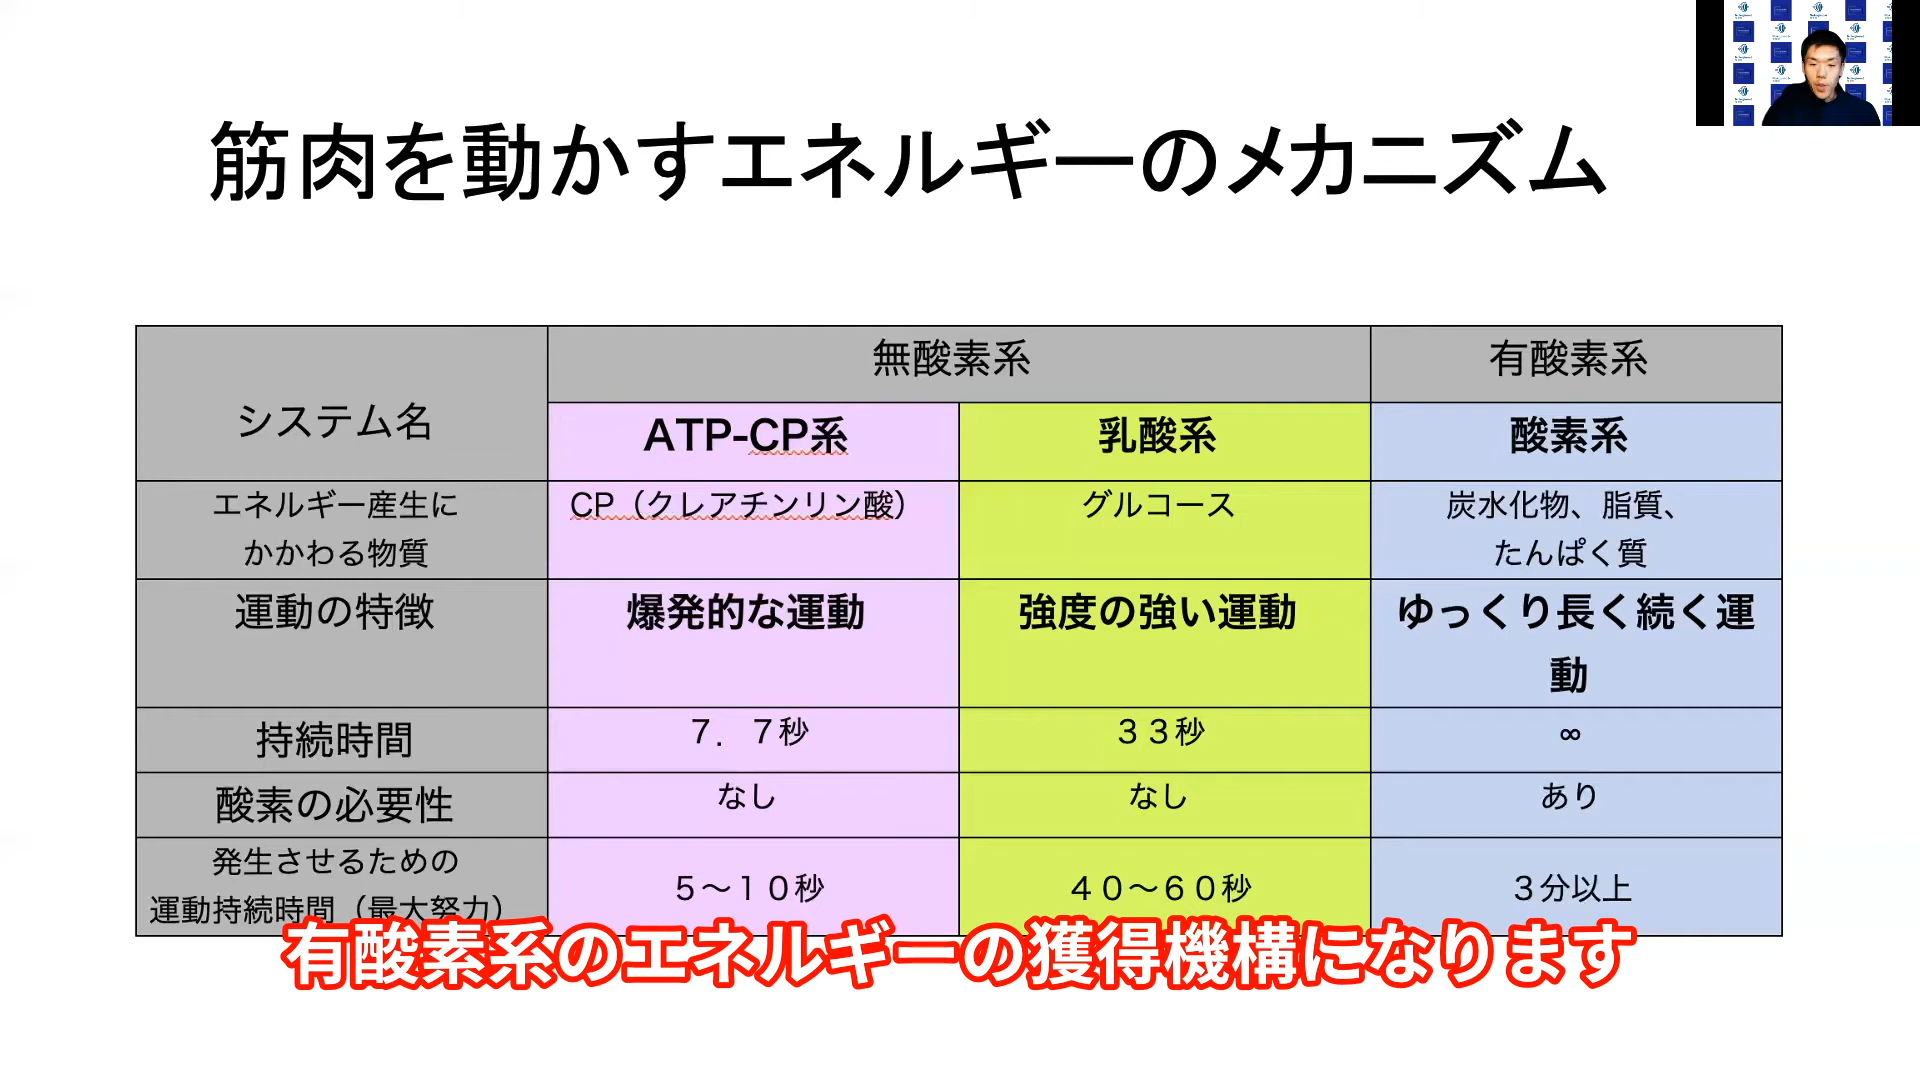 筋肉を動かすエネルギーのメカニズム
システム名
無酸素系
有酸素系
ATP-CP系
乳酸系
酸素系
エネルギー産生に
かかわる物質
CP（クレアチンリン酸）
グルコース
炭水化物、脂質、
たんぱく質
運動の特徴
爆発的な運動
強度の強い運動
ゆっくり長く続く運
動
持続時間
７．７秒
３３秒
∞
酸素の必要性
なし
なし
あり
発生させるための
運動持続時間（最大努力）
５〜１０秒
４０〜６０秒
３分以上
有酸素系のエネルギーの獲得機構になります